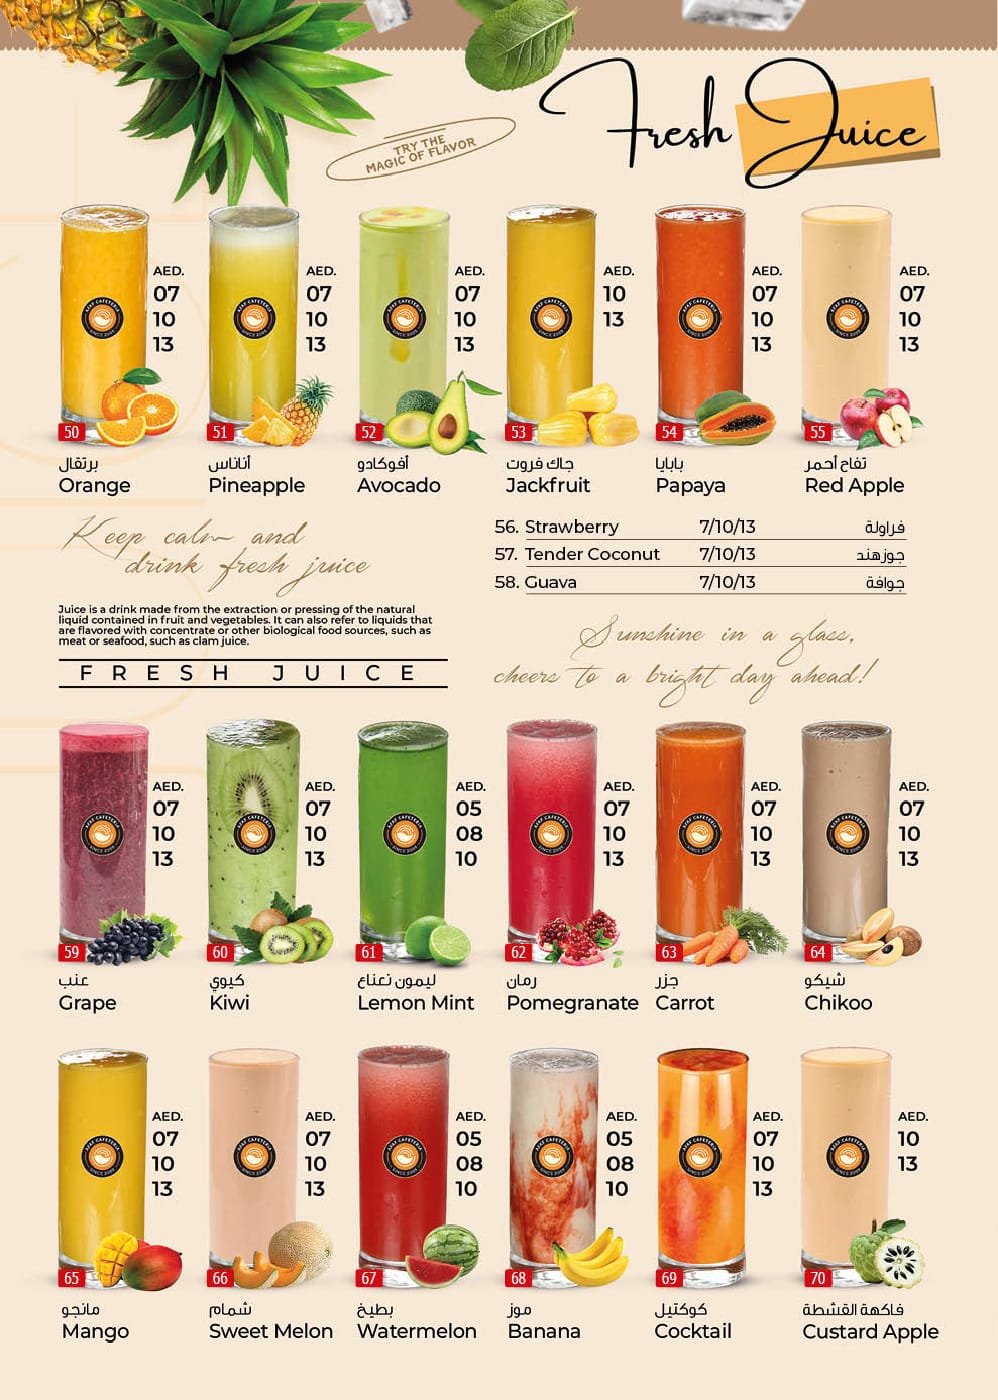 TRY THE
MAGIC OF FLAVOR
Fresh Juice
AED.
07
10
13
50
برتقال
Orange
AED.
07
10
13
51
أناناس
Pineapple
AED.
07
10
13
52
أفوكادو
Avocado
AED.
10
13
53
جاك فروت
Jackfruit
AED.
07
10
13
54
بابايا
Papaya
AED.
07
10
13
55
تفاح أحمر
Red Apple
Keep calm and
drink fresh juice
Juice is a drink made from the extraction or pressing of the natural
liquid contained in fruit and vegetables. It can also refer to liquids that
are flavored with concentrate or other biological food sources, such as
meat or seafood, such as clam juice.
FRESH JUICE
56. Strawberry 7/10/13 فراولة
57. Tender Coconut 7/10/13 جوزهند
58. Guava 7/10/13 جوافة
Sunshine in a glass,
cheers to a bright day ahead!
AED.
07
10
13
59
عنب
Grape
AED.
07
10
13
60
كيوي
Kiwi
AED.
05
08
10
61
ليمون نعناع
Lemon Mint
AED.
07
10
13
62
رمان
Pomegranate
AED.
07
10
13
63
جزر
Carrot
AED.
07
10
13
64
شيكو
Chikoo
AED.
07
10
13
65
مانجو
Mango
AED.
07
10
13
66
شمام
Sweet Melon
AED.
05
08
10
67
بطيخ
Watermelon
AED.
05
08
10
68
موز
Banana
AED.
07
10
13
69
كوكتيل
Cocktail
AED.
10
13
70
فاكهة القشطة
Custard Apple